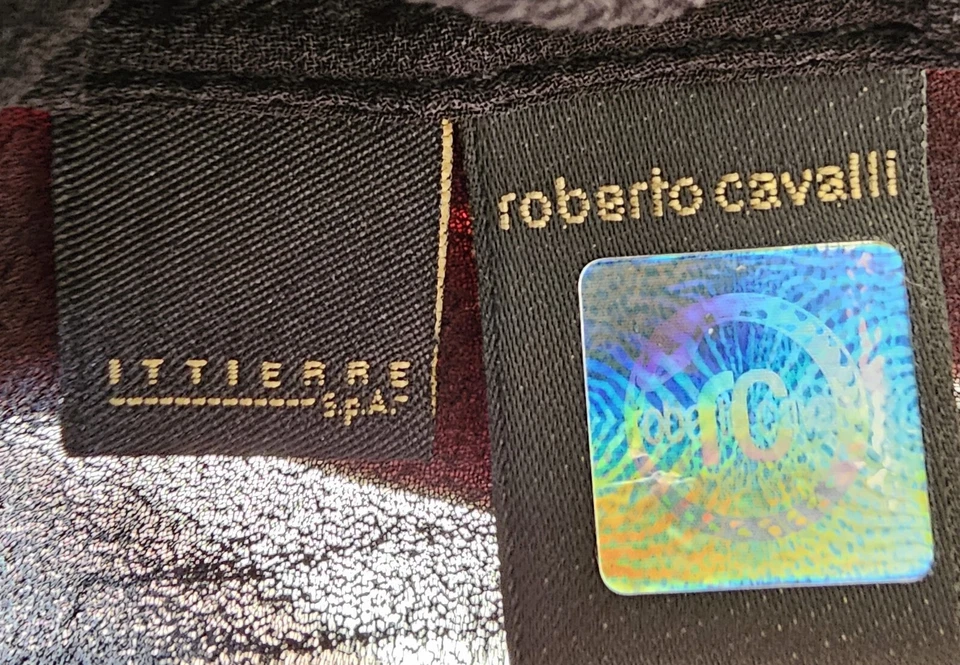 ITTIERRE
S.p.A.
roberto cavalli
rc